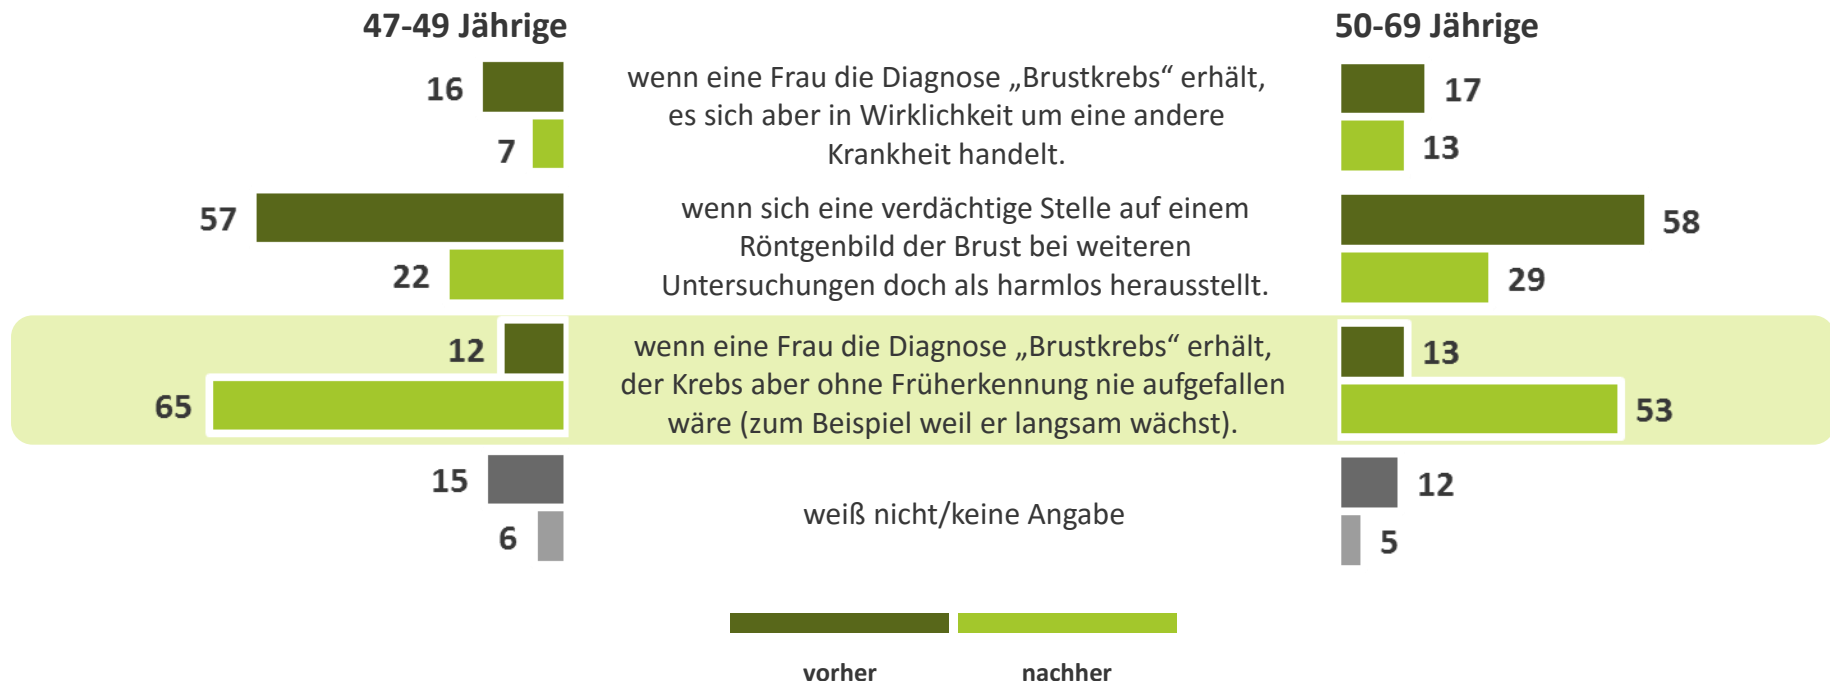 47-49 Jährige
50-69 Jährige
16
wenn eine Frau die Diagnose „Brustkrebs“ erhält,
es sich aber in Wirklichkeit um eine andere
Krankheit handelt.
17
7
13
57
wenn sich eine verdächtige Stelle auf einem
Röntgenbild der Brust bei weiteren
Untersuchungen doch als harmlos herausstellt.
58
22
29
12
wenn eine Frau die Diagnose „Brustkrebs“ erhält,
der Krebs aber ohne Früherkennung nie aufgefallen
wäre (zum Beispiel weil er langsam wächst).
13
65
53
15
weiß nicht/keine Angabe
12
6
5
vorher
nachher